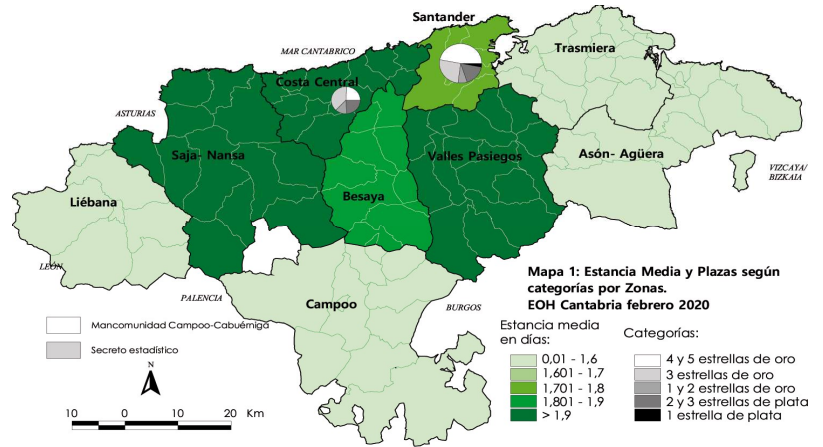 Santander
MAR CANTABRICO
Trasmiera
Costa Central
ASTURIAS
Saja- Nansa
Valles Pasiegos
Asón- Agüera
VIZCAYA/
BIZKAIA
Liébana
Besaya
LEÓN
PALENCIA
Campoo
BURGOS
Mapa 1: Estancia Media y Plazas según
categorías por Zonas.
EOH Cantabria febrero 2020
Mancomunidad Campoo-Cabuérniga
Secreto estadístico
N
10 0 10 20 Km
Estancia media
en días:
0,01 - 1,6
1,601 - 1,7
1,701 - 1,8
1,801 - 1,9
> 1,9
Categorías:
4 y 5 estrellas de oro
3 estrellas de oro
1 y 2 estrellas de oro
2 y 3 estrellas de plata
1 estrella de plata